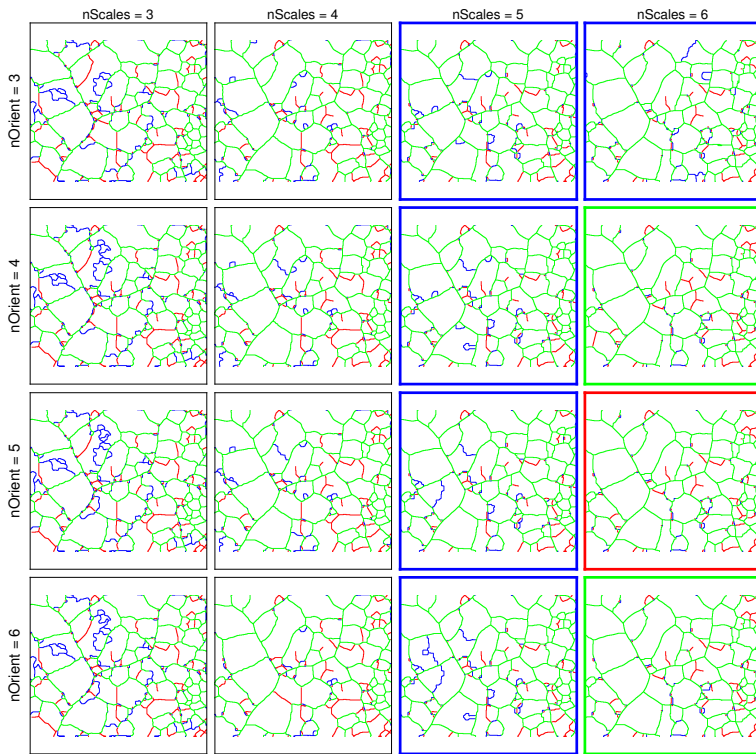 nScales = 3
nScales = 4
nScales = 5
nScales = 6
nOrient = 3
nOrient = 4
nOrient = 5
nOrient = 6